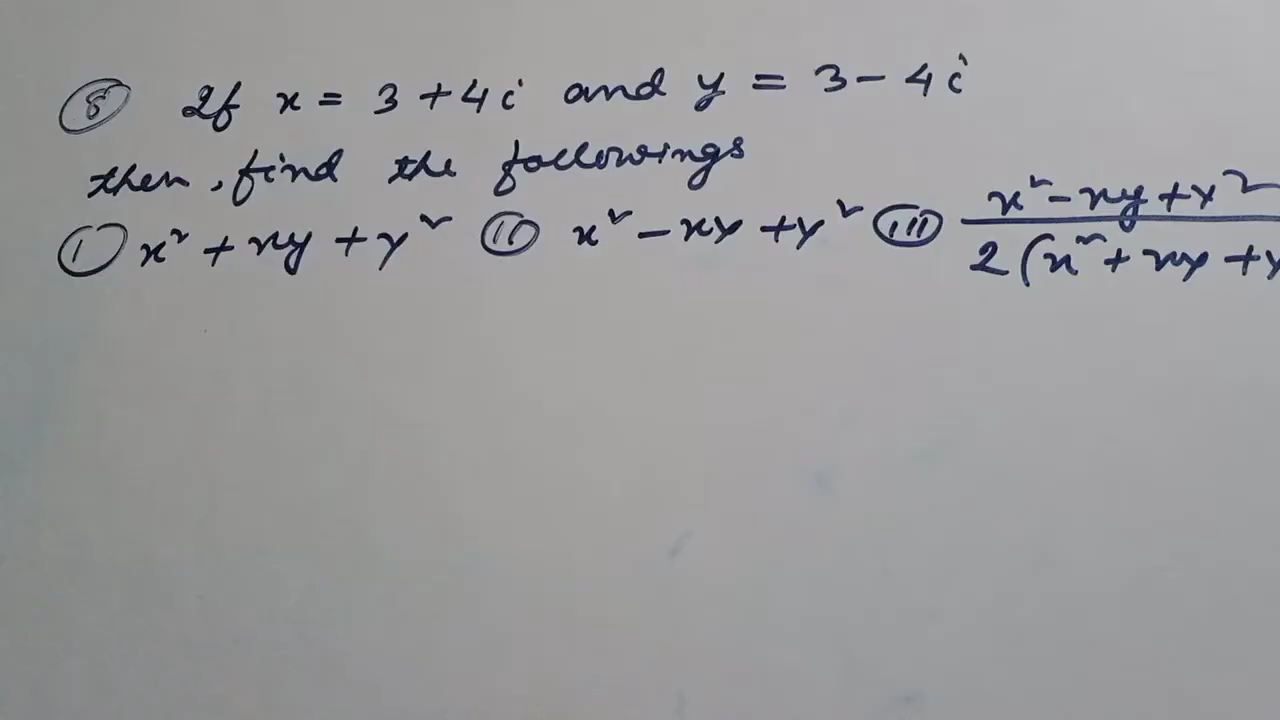 ⑧ If x = 3 + 4i and y = 3 - 4i
then, find the followings
(i) x² + xy + y² (ii) x² - xy + y² (iii) x² - xy + y² / 2(x² + xy + y